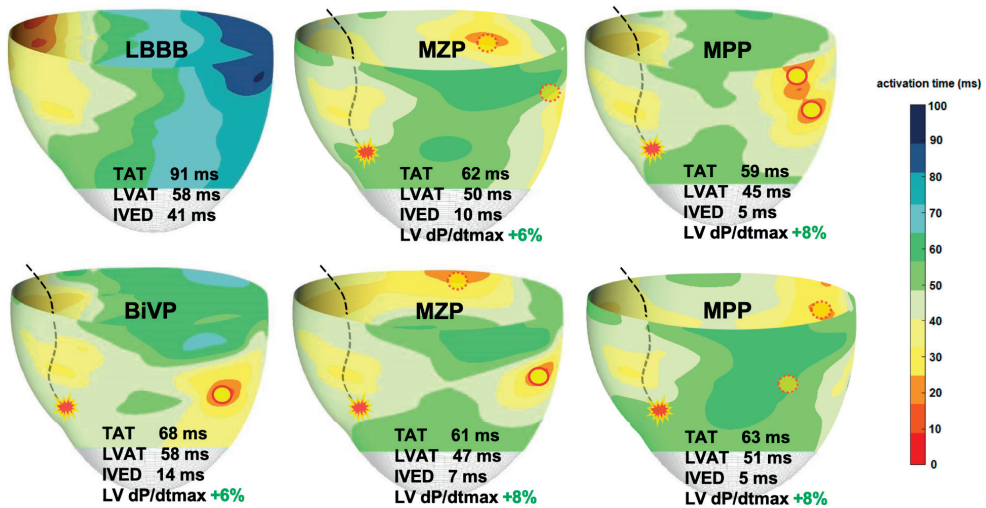 LBBB
TAT 91 ms
LVAT 58 ms
IVED 41 ms
MZP
TAT 62 ms
LVAT 50 ms
IVED 10 ms
LV dP/dtmax +6%
MPP
TAT 59 ms
LVAT 45 ms
IVED 5 ms
LV dP/dtmax +8%
activation time (ms)
100
90
80
70
60
50
40
30
20
10
0
BiVP
TAT 68 ms
LVAT 58 ms
IVED 14 ms
LV dP/dtmax +6%
MZP
TAT 61 ms
LVAT 47 ms
IVED 7 ms
LV dP/dtmax +8%
MPP
TAT 63 ms
LVAT 51 ms
IVED 5 ms
LV dP/dtmax +8%